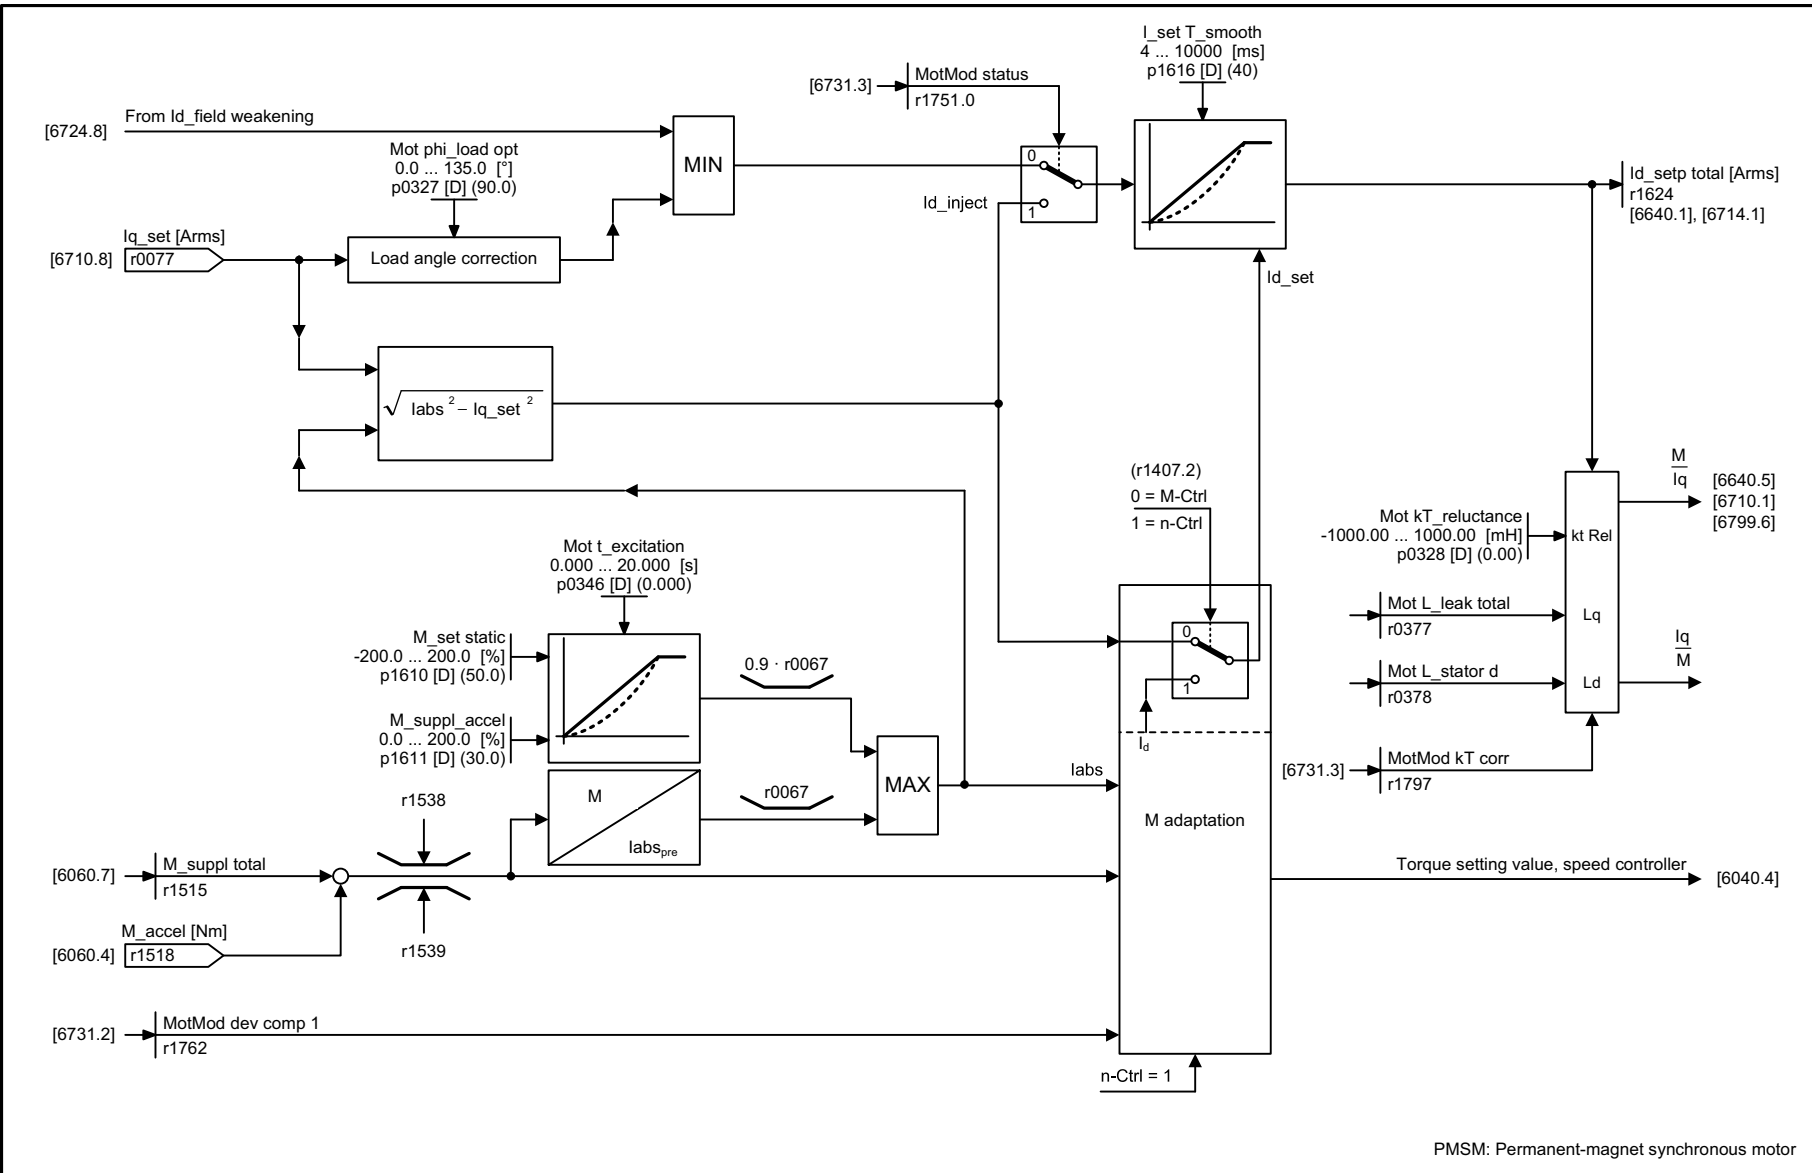 I_set T_smooth
4 ... 10000 [ms]
p1616 [D] (40)
[6731.3]
MotMod status
r1751.0
From Id_field weakening
[6724.8]
Mot phi_load opt
0.0 ... 135.0 [°]
p0327 [D] (90.0)
MIN
0
Id_inject
1
Id_setp total [Arms]
r1624
[6640.1], [6714.1]
Iq_set [Arms]
[6710.8]
r0077
Load angle correction
Id_set
√ Iabs ² – Iq_set ²
(r1407.2)
0 = M-Ctrl
1 = n-Ctrl
M
Iq
[6640.5]
[6710.1]
[6799.6]
Mot kT_reluctance
-1000.00 ... 1000.00 [mH]
p0328 [D] (0.00)
kt Rel
Mot t_excitation
0.000 ... 20.000 [s]
p0346 [D] (0.000)
Mot L_leak total
r0377
Lq
M_set static
-200.0 ... 200.0 [%]
p1610 [D] (50.0)
0.9 · r0067
0
1
Iq
M
Mot L_stator d
r0378
Ld
M_suppl_accel
0.0 ... 200.0 [%]
p1611 [D] (30.0)
Id
[6731.3]
MotMod kT corr
r1797
Iabs
MAX
r1538
M
Iabspre
r0067
M adaptation
[6060.7]
M_suppl total
r1515
Torque setting value, speed controller
[6040.4]
M_accel [Nm]
[6060.4]
r1518
r1539
[6731.2]
MotMod dev comp 1
r1762
n-Ctrl = 1
PMSM: Permanent-magnet synchronous motor